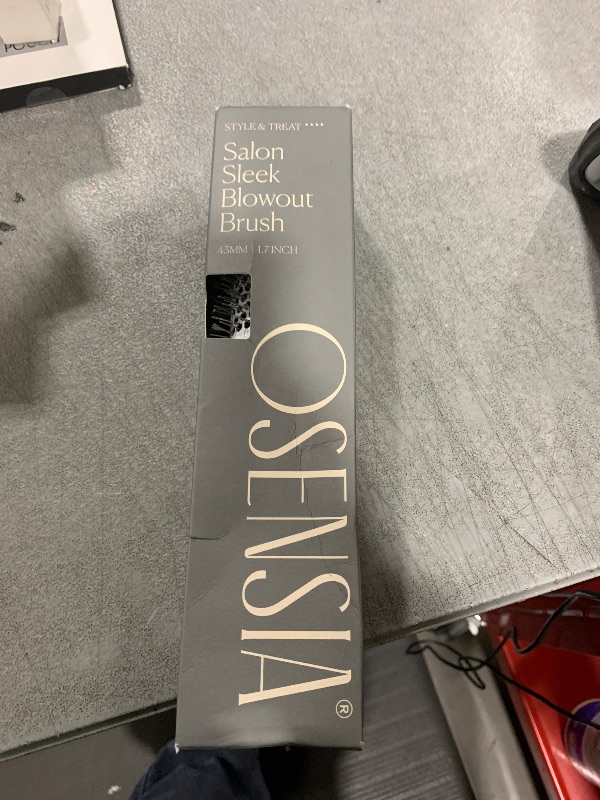 STYLE & TREAT ••••
Salon
Sleek
Blowout
Brush
43MM | 1.7 INCH
OSENSIA®